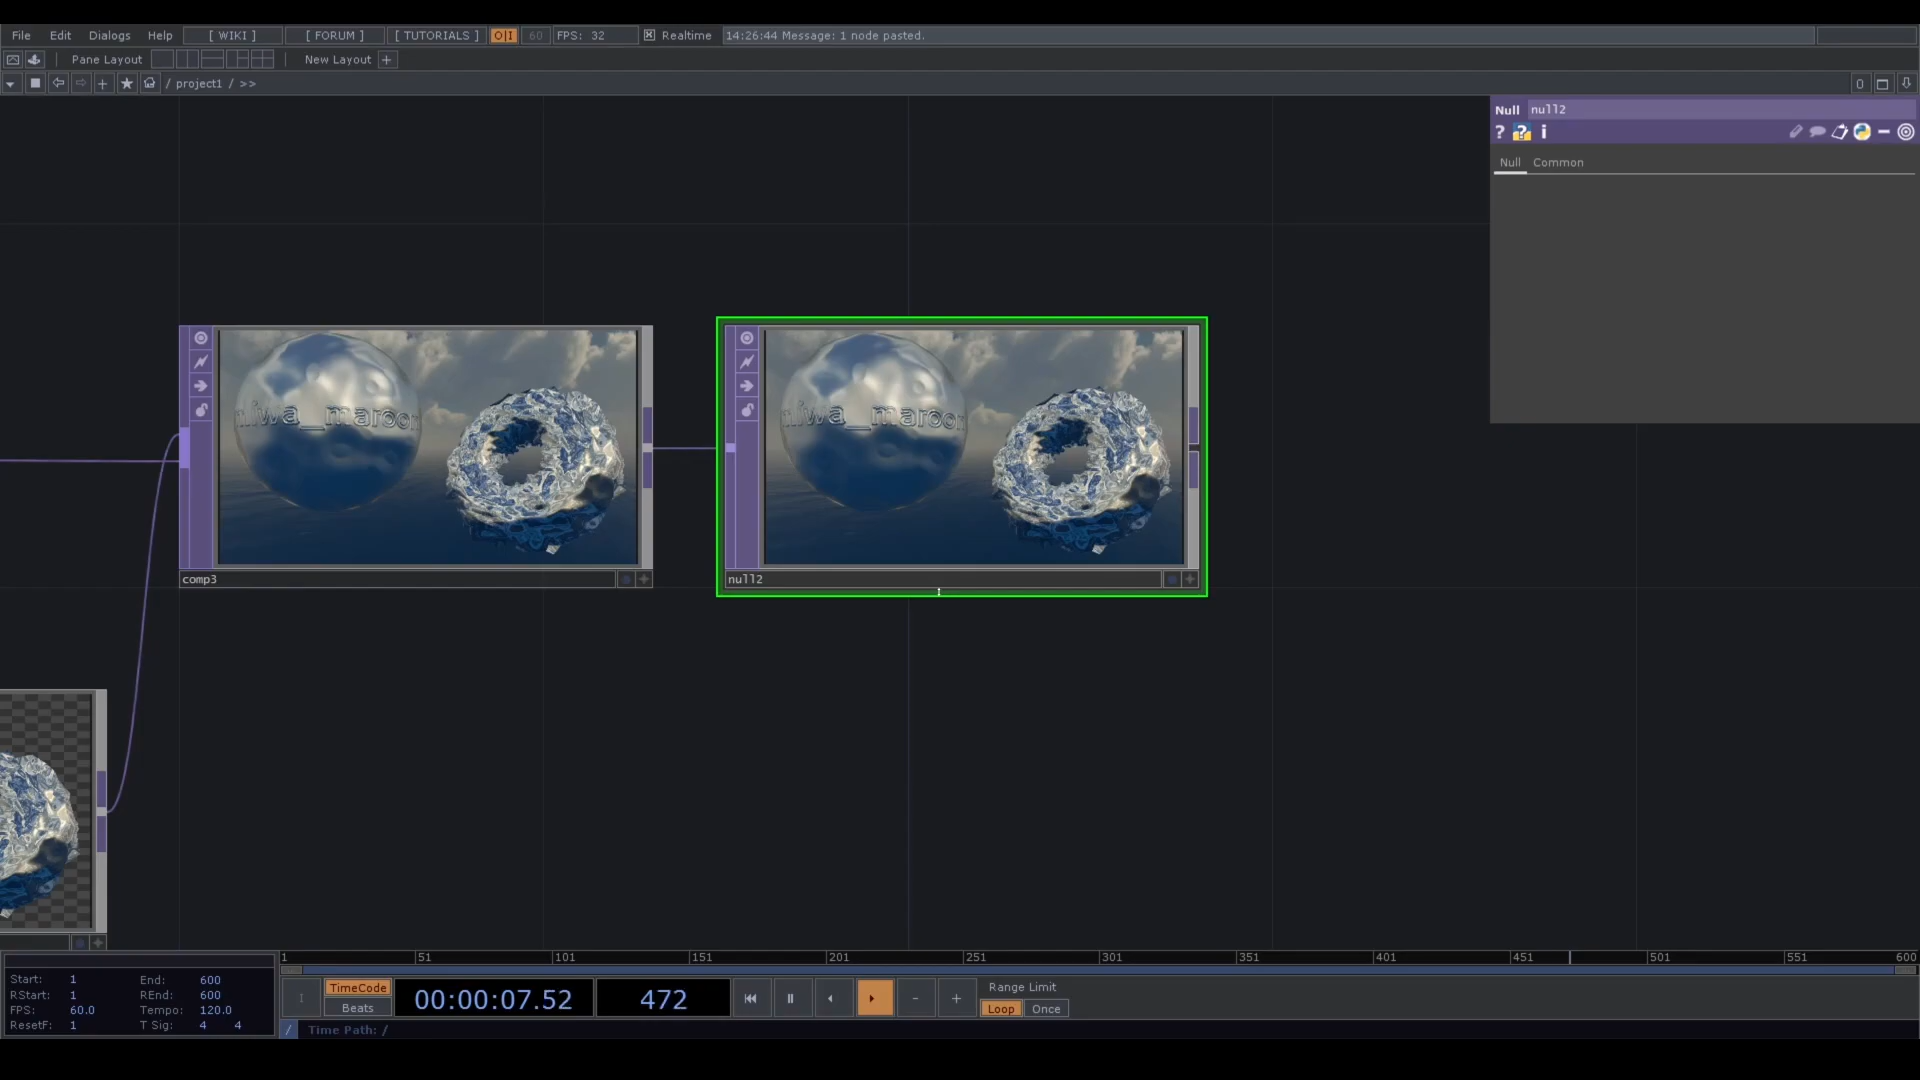 File Edit Dialogs Help [ WIKI ] [ FORUM ] [ TUTORIALS ] O|I 60 FPS: 32 Realtime 14:26:44 Message: 1 node pasted.
Pane Layout New Layout +
/ project1 / >> 0
Null null2
? ? i
Null Common
miwa__maroon miwa__maroon
comp3 null2
1 51 101 151 201 251 301 351 401 451 501 551 600
Start: 1 End: 600
RStart: 1 REnd: 600
FPS: 60.0 Tempo: 120.0
ResetF: 1 T Sig: 4 4
I TimeCode 00:00:07.52 472 - + Range Limit
Beats Loop Once
/ Time Path: /